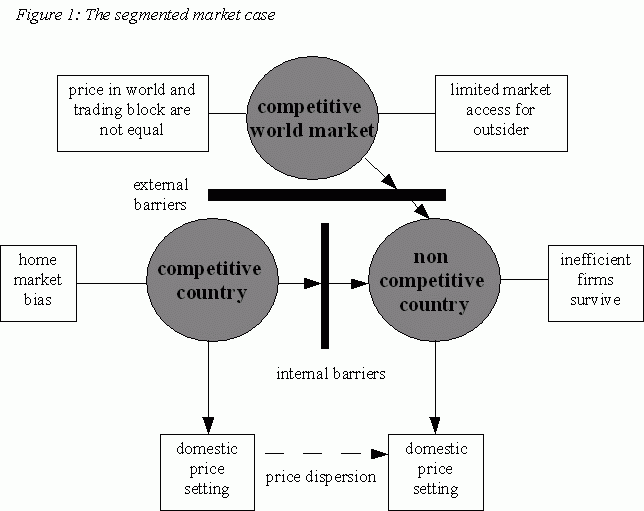 Figure 1: The segmented market case
price in world and
trading block are
not equal
competitive
world market
limited market
access for
outsider
external
barriers
home
market
bias
competitive
country
non
competitive
country
inefficient
firms
survive
internal barriers
domestic
price
setting
price dispersion
domestic
price
setting